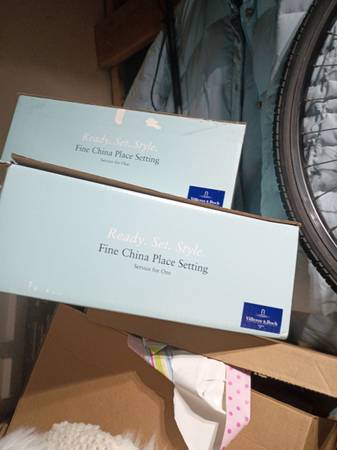 Ready. Set. Style.
Fine China Place Setting
Service for One
Villeroy & Boch
Ready. Set. Style.
Fine China Place Setting
Service for One
Villeroy & Boch